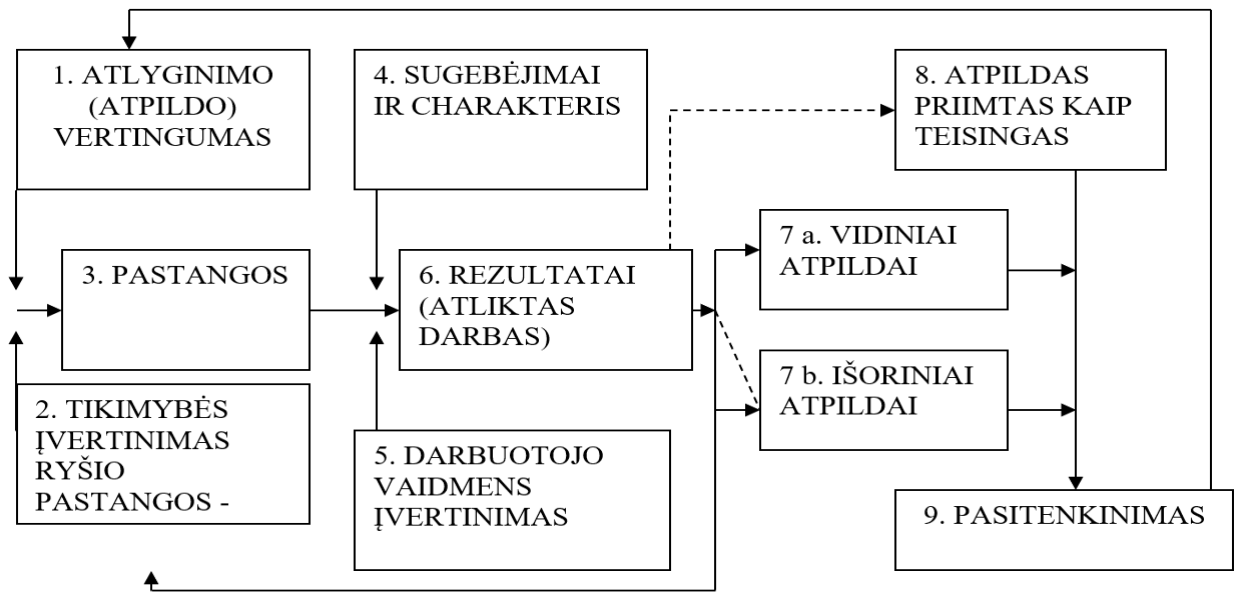 1. ATLYGINIMO
(ATPILDO)
VERTINGUMAS
4. SUGEBĖJIMAI
IR CHARAKTERIS
8. ATPILDAS
PRIIMTAS KAIP
TEISINGAS
3. PASTANGOS
6. REZULTATAI
(ATLIKTAS
DARBAS)
7 a. VIDINIAI
ATPILDAI
7 b. IŠORINIAI
ATPILDAI
2. TIKIMYBĖS
ĮVERTINIMAS
RYŠIO
PASTANGOS -
5. DARBUOTOJO
VAIDMENS
ĮVERTINIMAS
9. PASITENKINIMAS